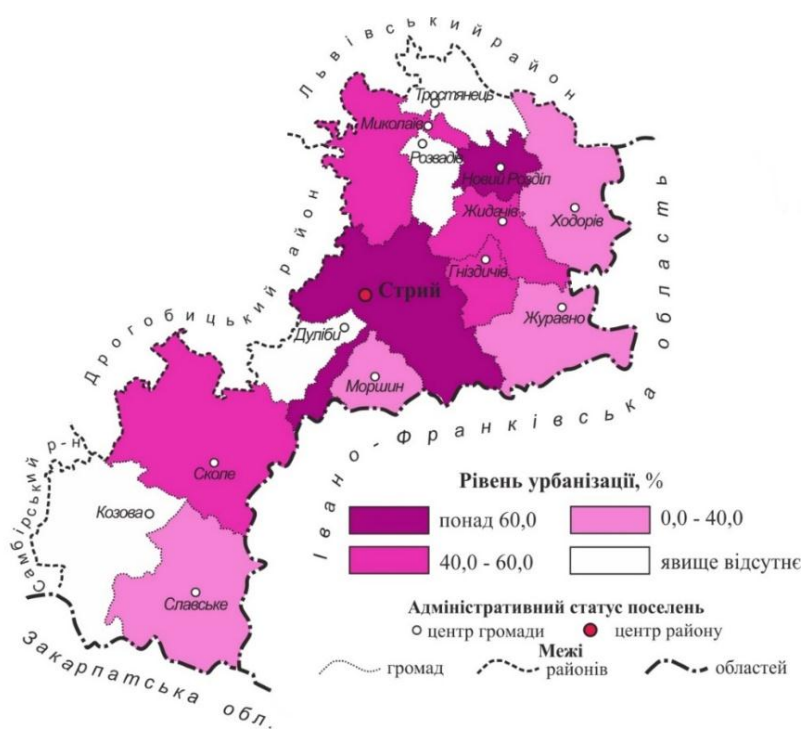 Львівський район
Тростянець
Миколаїв
Розвадів
Новий Розділ
Жидачів
Ходорів
Гніздичів
Дрогобицький район
Стрий
Журавно
Дуліби
Моршин
Івано-Франківська область
Самбірський р-н
Сколе
Козова
Славське
Закарпатська обл.
Рівень урбанізації, %
понад 60,0
0,0 - 40,0
40,0 - 60,0
явище відсутнє
Адміністративний статус поселень
центр громади
центр району
Межі
громад
районів
областей